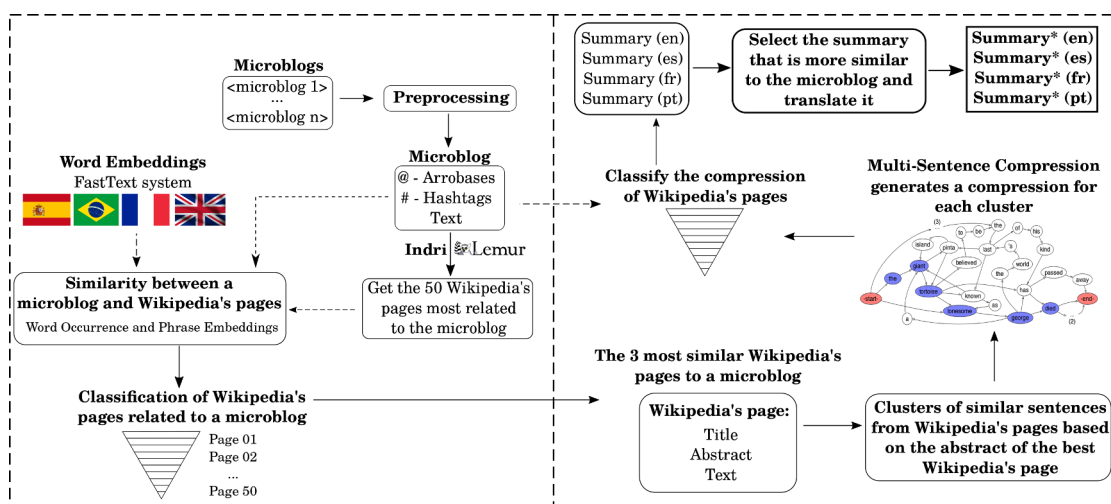 Microblogs
<microblog 1>
...
<microblog n>
Preprocessing
Microblog
@ - Arrobases
# - Hashtags
Text
Word Embeddings
FastText system
Indri Lemur
Get the 50 Wikipedia's
pages most related
to the microblog
Similarity between a
microblog and Wikipedia's pages
Word Occurrence and Phrase Embeddings
Classification of Wikipedia's
pages related to a microblog
Page 01
Page 02
...
Page 50
The 3 most similar Wikipedia's
pages to a microblog
Wikipedia's page:
Title
Abstract
Text
Clusters of similar sentences
from Wikipedia's pages based
on the abstract of the best
Wikipedia's page
Multi-Sentence Compression
generates a compression for
each cluster
(3)
to
be
the
of
his
island
pinta
last
's
kind
giant
believed
the
world
passed
the
tortoise
has
away
-start-
known
as
-end-
lonesome
died
a
george
(2)
Classify the compression
of Wikipedia's pages
Summary (en)
Summary (es)
Summary (fr)
Summary (pt)
Select the summary
that is more similar
to the microblog and
translate it
Summary* (en)
Summary* (es)
Summary* (fr)
Summary* (pt)